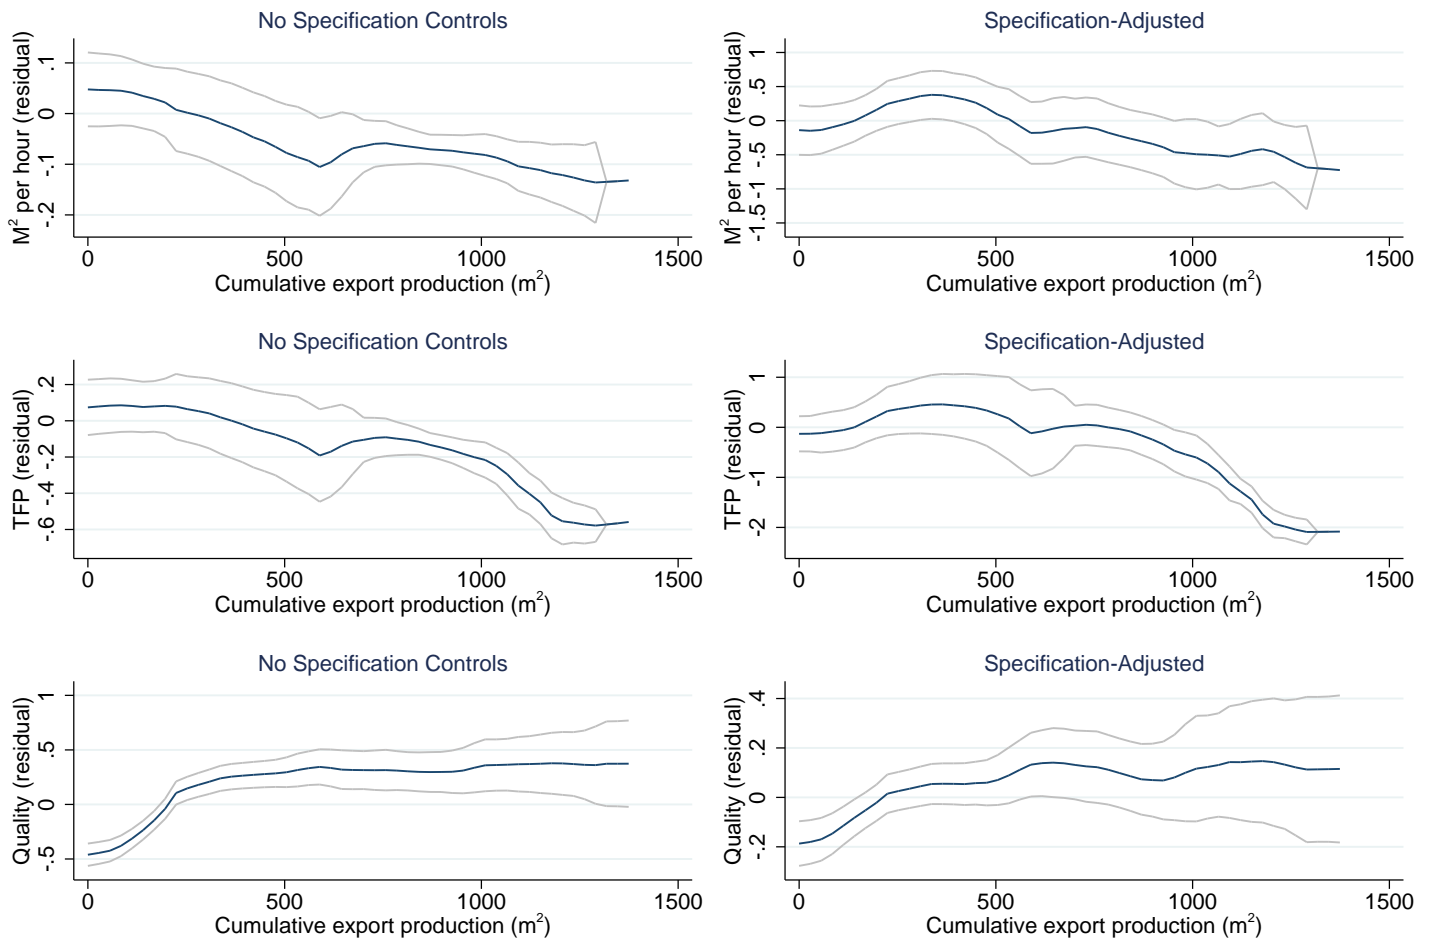 No Specification Controls
M² per hour (residual)
.1
0
-.1
-.2
0 500 1000 1500
Cumulative export production (m²)
Specification-Adjusted
M² per hour (residual)
1
.5
0
-.5
-1
-1.5
0 500 1000 1500
Cumulative export production (m²)
No Specification Controls
TFP (residual)
.2
0
-.2
-.4
-.6
0 500 1000 1500
Cumulative export production (m²)
Specification-Adjusted
TFP (residual)
1
0
-1
-2
0 500 1000 1500
Cumulative export production (m²)
No Specification Controls
Quality (residual)
1
.5
0
-.5
0 500 1000 1500
Cumulative export production (m²)
Specification-Adjusted
Quality (residual)
.4
.2
0
-.2
0 500 1000 1500
Cumulative export production (m²)